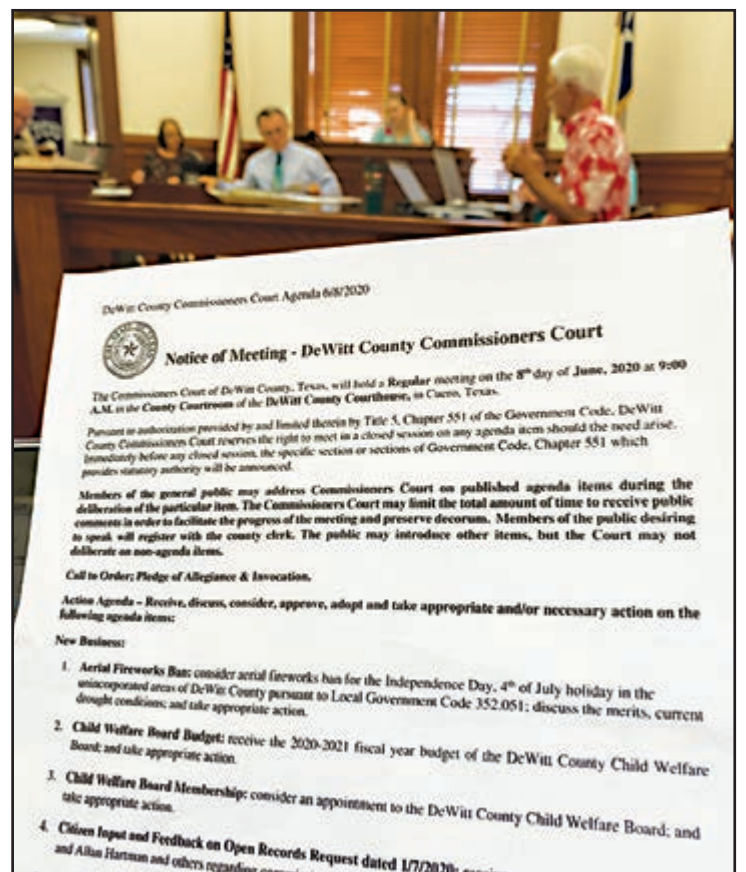 DeWitt County Commissioners Court Agenda 6/8/2020
Notice of Meeting - DeWitt County Commissioners Court
The Commissioners Court of DeWitt County, Texas, will hold a Regular meeting on the 8th day of June, 2020 at 9:00
A.M. in the County Courtroom of the DeWitt County Courthouse, in Cuero, Texas.
Pursuant to authorization provided by and limited therein by Title 5, Chapter 551 of the Government Code, DeWitt
County Commissioners Court reserves the right to meet in a closed session on any agenda item should the need arise.
Immediately before any closed session, the specific section or sections of Government Code, Chapter 551 which
provides statutory authority will be announced.
Members of the general public may address Commissioners Court on published agenda items during the
deliberation of the particular item. The Commissioners Court may limit the total amount of time to receive public
comments in order to facilitate the progress of the meeting and preserve decorum. Members of the public desiring
to speak will register with the county clerk. The public may introduce other items, but the Court may not
deliberate on non-agenda items.
Call to Order; Pledge of Allegiance & Invocation.
Action Agenda – Receive, discuss, consider, approve, adopt and take appropriate and/or necessary action on the
following agenda items:
New Business:
1. Aerial Fireworks Ban: consider aerial fireworks ban for the Independence Day, 4th of July holiday in the
unincoporated areas of DeWitt County pursuant to Local Government Code 352.051; discuss the merits, current
drought conditions; and take appropriate action.
2. Child Welfare Board Budget: receive the 2020-2021 fiscal year budget of the DeWitt County Child Welfare
Board; and take appropriate action.
3. Child Welfare Board Membership: consider an appointment to the DeWitt County Child Welfare Board; and
take appropriate action.
4. Citizen Input and Feedback on Open Records Request dated 1/7/2020:
and Allan Hartman and others regarding